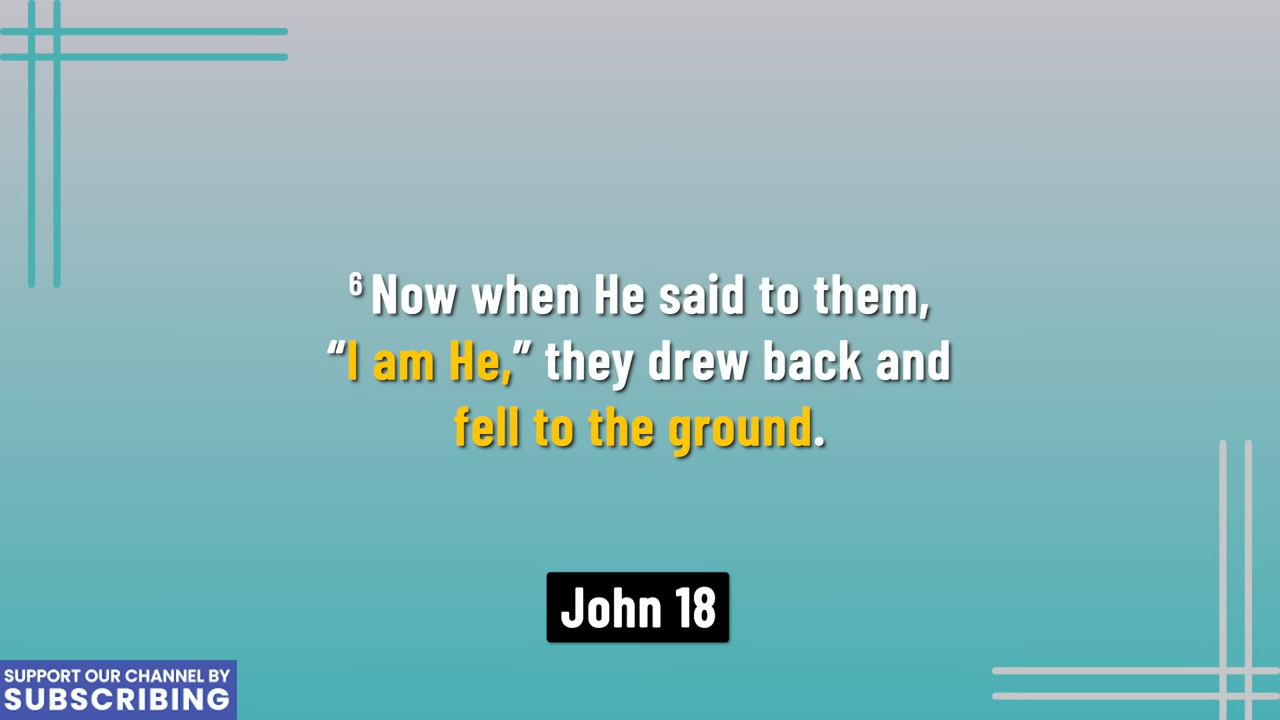 ⁶ Now when He said to them,
“I am He,” they drew back and
fell to the ground.
John 18
SUPPORT OUR CHANNEL BY
SUBSCRIBING